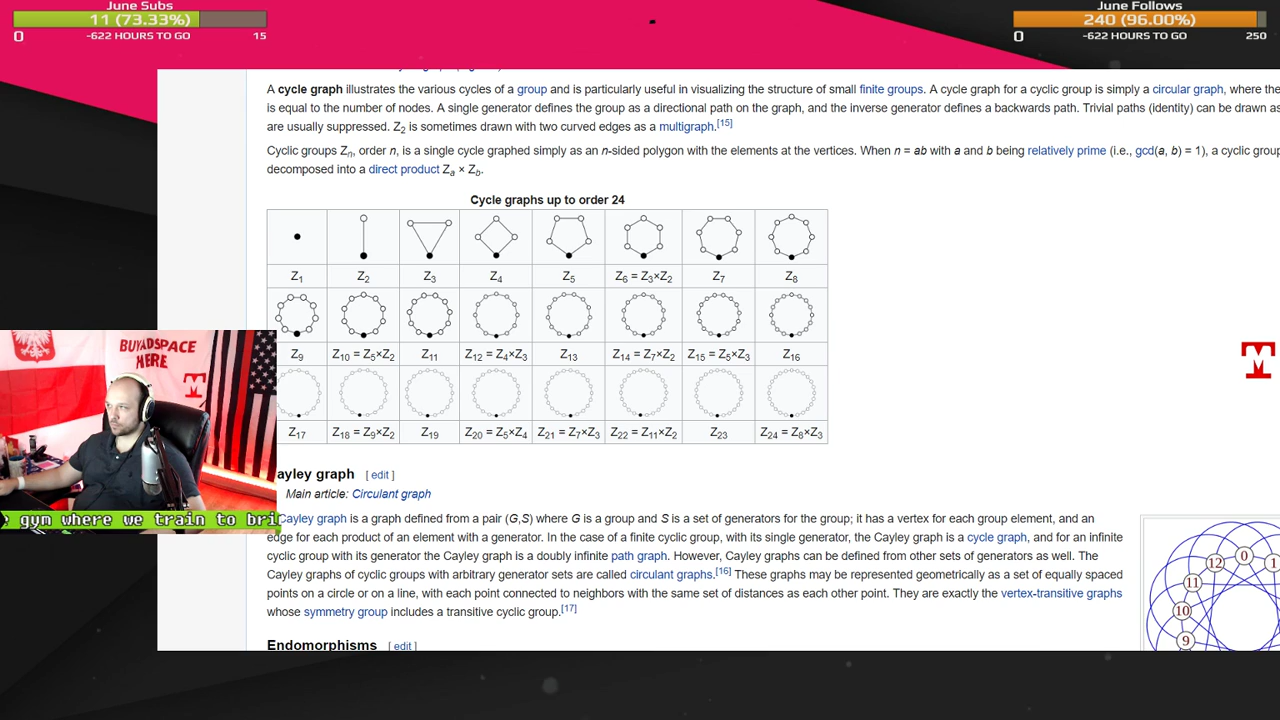 June Subs
11 (73.33%)
0 -622 HOURS TO GO 15
June Follows
240 (96.00%)
0 -622 HOURS TO GO 250
A cycle graph illustrates the various cycles of a group and is particularly useful in visualizing the structure of small finite groups. A cycle graph for a cyclic group is simply a circular graph, where the
is equal to the number of nodes. A single generator defines the group as a directional path on the graph, and the inverse generator defines a backwards path. Trivial paths (identity) can be drawn as
are usually suppressed. Z2 is sometimes drawn with two curved edges as a multigraph.[15]
Cyclic groups Zn, order n, is a single cycle graphed simply as an n-sided polygon with the elements at the vertices. When n = ab with a and b being relatively prime (i.e., gcd(a, b) = 1), a cyclic group
decomposed into a direct product Za × Zb.
Cycle graphs up to order 24
Z1 Z2 Z3 Z4 Z5 Z6 = Z3×Z2 Z7 Z8
Z9 Z10 = Z5×Z2 Z11 Z12 = Z4×Z3 Z13 Z14 = Z7×Z2 Z15 = Z5×Z3 Z16
Z17 Z18 = Z9×Z2 Z19 Z20 = Z5×Z4 Z21 = Z7×Z3 Z22 = Z11×Z2 Z23 Z24 = Z8×Z3
BUY ADSPACE
HERE
gym where we train to bri
ayley graph [ edit ]
Main article: Circulant graph
Cayley graph is a graph defined from a pair (G,S) where G is a group and S is a set of generators for the group; it has a vertex for each group element, and an
edge for each product of an element with a generator. In the case of a finite cyclic group, with its single generator, the Cayley graph is a cycle graph, and for an infinite
cyclic group with its generator the Cayley graph is a doubly infinite path graph. However, Cayley graphs can be defined from other sets of generators as well. The
Cayley graphs of cyclic groups with arbitrary generator sets are called circulant graphs.[16] These graphs may be represented geometrically as a set of equally spaced
points on a circle or on a line, with each point connected to neighbors with the same set of distances as each other point. They are exactly the vertex-transitive graphs
whose symmetry group includes a transitive cyclic group.[17]
Endomorphisms [ edit ]
0
12 1
11
10
9